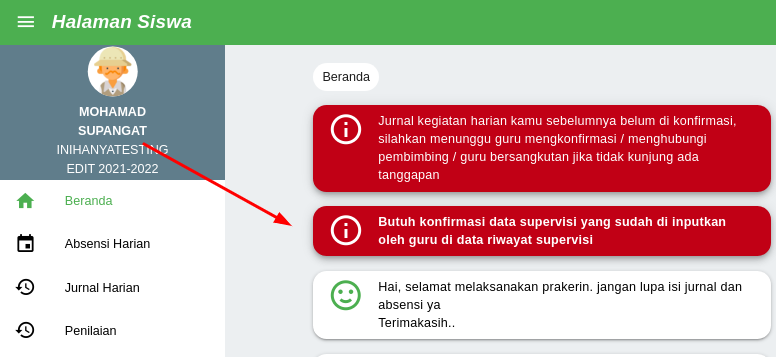 Halaman Siswa
MOHAMAD
SUPANGAT
INIHANYATESTING
EDIT 2021-2022
Beranda
Absensi Harian
Jurnal Harian
Penilaian
Beranda
Jurnal kegiatan harian kamu sebelumnya belum di konfirmasi,
silahkan menunggu guru mengkonfirmasi / menghubungi
pembimbing / guru bersangkutan jika tidak kunjung ada
tanggapan
Butuh konfirmasi data supervisi yang sudah di inputkan
oleh guru di data riwayat supervisi
Hai, selamat melaksanakan prakerin. jangan lupa isi jurnal dan
absensi ya
Terimakasih..